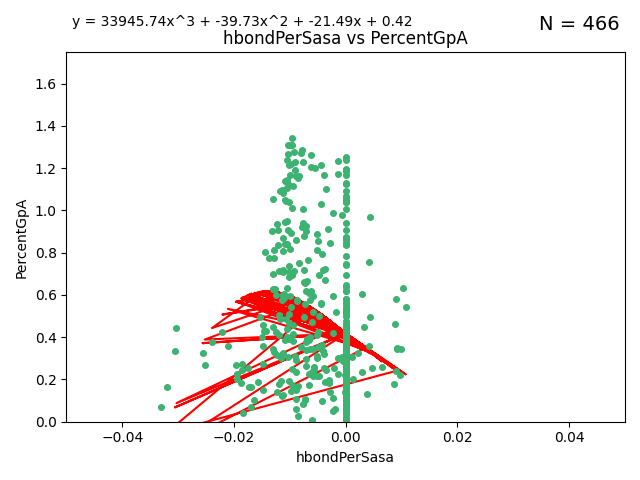 y = 33945.74x^3 + -39.73x^2 + -21.49x + 0.42
N = 466
hbondPerSasa vs PercentGpA
PercentGpA
1.6
1.4
1.2
1.0
0.8
0.6
0.4
0.2
0.0
−0.04 −0.02 0.00 0.02 0.04
hbondPerSasa